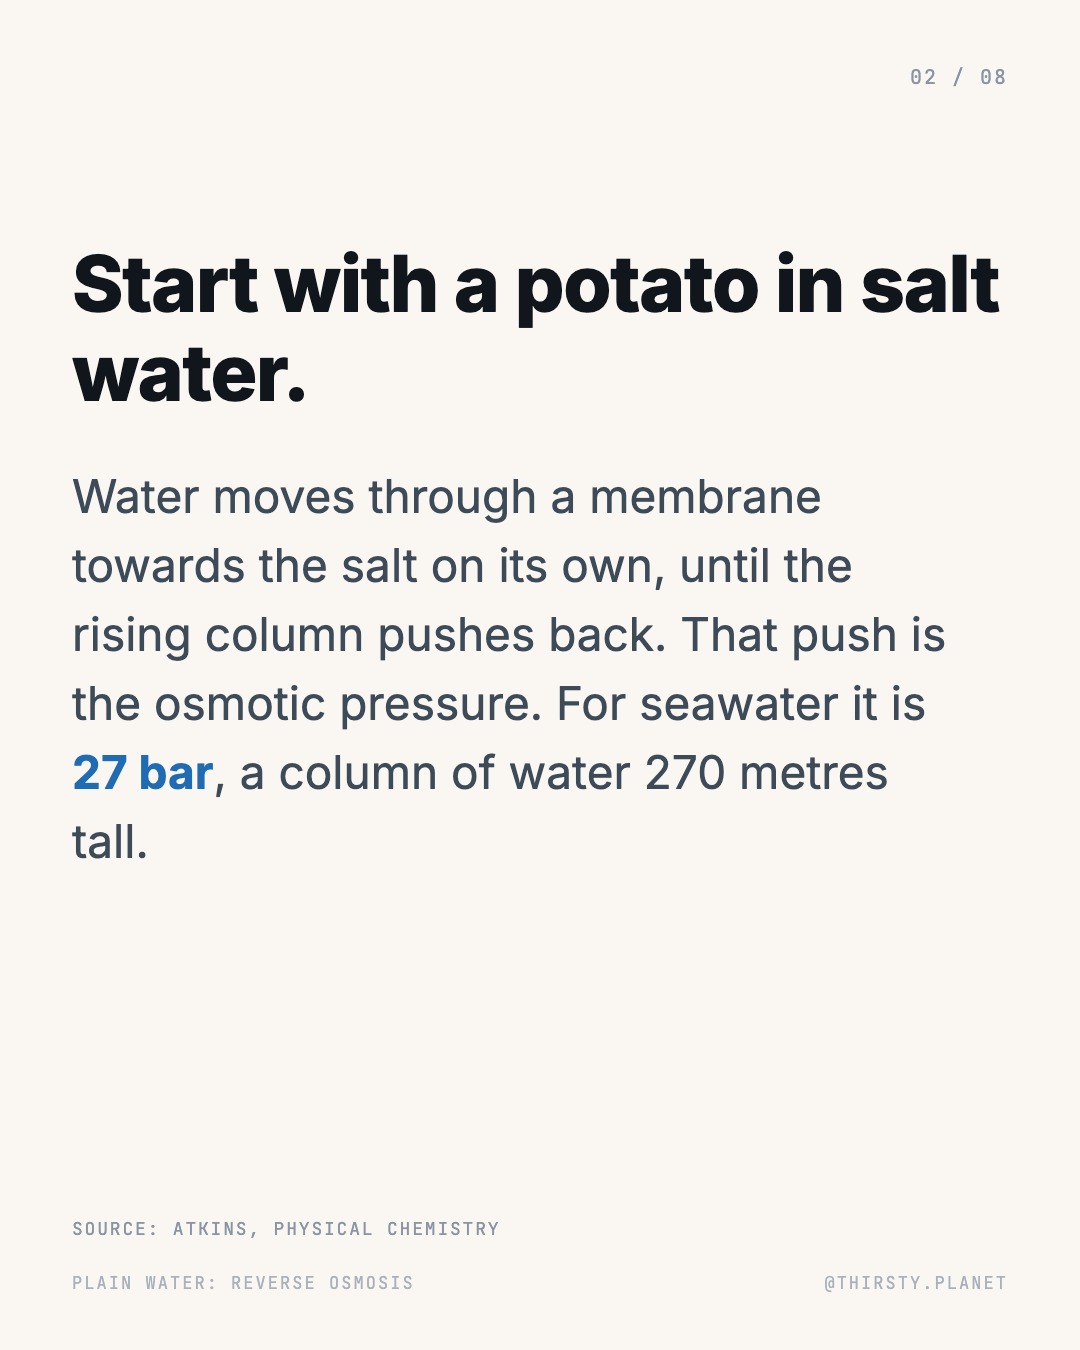 02 / 08
Start with a potato in salt
water.
Water moves through a membrane
towards the salt on its own, until the
rising column pushes back. That push is
the osmotic pressure. For seawater it is
27 bar, a column of water 270 metres
tall.
SOURCE: ATKINS, PHYSICAL CHEMISTRY
PLAIN WATER: REVERSE OSMOSIS
@THIRSTY.PLANET